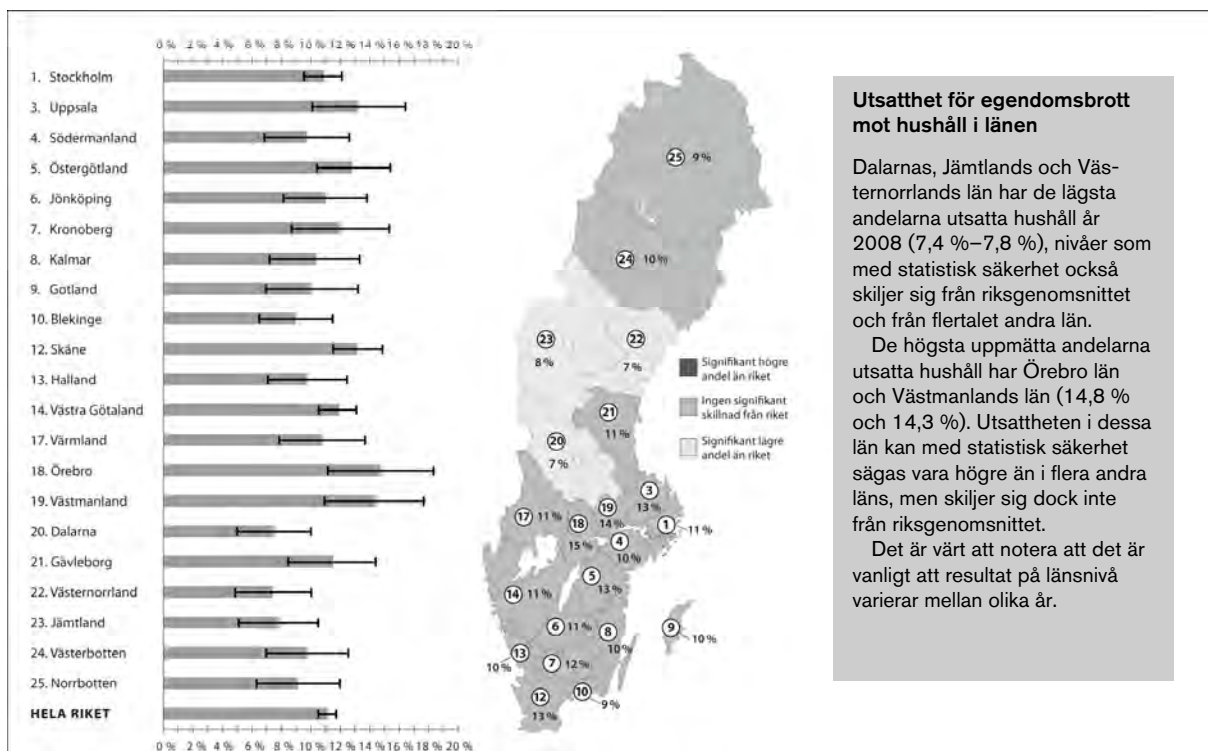 0 % 2 % 4 % 6 % 8 % 10 % 12 % 14 % 16 % 18 % 20 %
1. Stockholm
3. Uppsala
4. Södermanland
5. Östergötland
6. Jönköping
7. Kronoberg
8. Kalmar
9. Gotland
10. Blekinge
12. Skåne
13. Halland
14. Västra Götaland
17. Värmland
18. Örebro
19. Västmanland
20. Dalarna
21. Gävleborg
22. Västernorrland
23. Jämtland
24. Västerbotten
25. Norrbotten
HELA RIKET
0 % 2 % 4 % 6 % 8 % 10 % 12 % 14 % 16 % 18 % 20 %
25 9 %
24 10 %
23
8 %
22
7 %
21
11 %
20
7 %
3
13 %
19
14 %
1
11 %
17 11 %
18
15 %
4
10 %
5
13 %
14 11 %
6 11 %
8
10 %
9
10 %
13
10 %
7 12 %
12
13 %
10
9 %
Signifikant högre
andel än riket
Ingen signifikant
skillnad från riket
Signifikant lägre
andel än riket
Utsatthet för egendomsbrott
mot hushåll i länen
Dalarnas, Jämtlands och Väs-
ternorrlands län har de lägsta
andelarna utsatta hushåll år
2008 (7,4 %–7,8 %), nivåer som
med statistisk säkerhet också
skiljer sig från riksgenomsnittet
och från flertalet andra län.
De högsta uppmätta andelarna
utsatta hushåll har Örebro län
och Västmanlands län (14,8 %
och 14,3 %). Utsattheten i dessa
län kan med statistisk säkerhet
sägas vara högre än i flera andra
läns, men skiljer sig dock inte
från riksgenomsnittet.
Det är värt att notera att det är
vanligt att resultat på länsnivå
varierar mellan olika år.